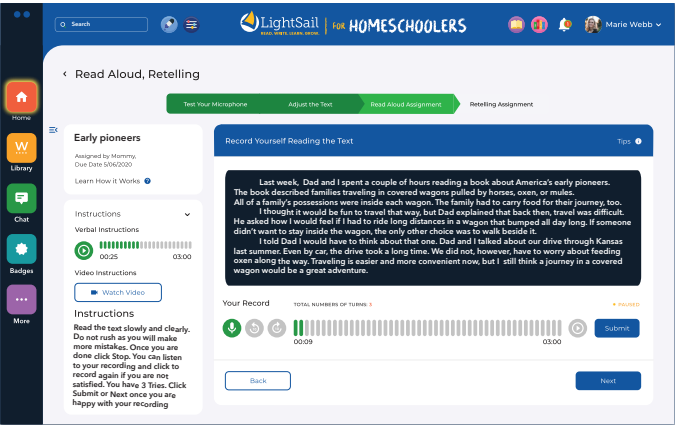 Search
LightSail
READ. WRITE. LEARN. GROW.
FOR HOMESCHOOLERS
Marie Webb
Home
W
Library
Chat
Badges
More
Read Aloud, Retelling
Test Your Microphone
Adjust the Text
Read Aloud Assignment
Retelling Assignment
Early pioneers
Assigned by Mommy,
Due Date 5/06/2020
Learn How it Works ?
Instructions
Verbal Instructions
00:25 03:00
Video Instructions
Watch Video
Instructions
Read the text slowly and clearly.
Do not rush as you will make
more mistakes. Once you are
done click Stop. You can listen
to your recording and click to
record again if you are not
satisfied. You have 3 Tries. Click
Submit or Next once you are
happy with your recording
Record Yourself Reading the Text
Tips
Last week, Dad and I spent a couple of hours reading a book about America's early pioneers.
The book described families traveling in covered wagons pulled by horses, oxen, or mules.
All of a family's possessions were inside each wagon. The family had to carry food for their journey, too.
I thought it would be fun to travel that way, but Dad explained that back then, travel was difficult.
He asked how I would feel if I had to ride long distances in a wagon that bumped all day long. If someone
didn't want to stay inside the wagon, the only other choice was to walk beside it.
I told Dad I would have to think about that one. Dad and I talked about our drive through Kansas
last summer. Even by car, the drive took a long time. We did not, however, have to worry about feeding
oxen along the way. Traveling is easier and more convenient now, but I still think a journey in a covered
wagon would be a great adventure.
Your Record
TOTAL NUMBERS OF TURNS: 3
PAUSED
00:09 03:00
Submit
Back
Next